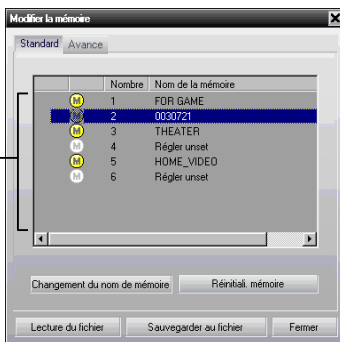 Modifier la mémoire
Standard Avance
Nombre Nom de la mémoire
M 1 FOR GAME
M 2 0030721
M 3 THEATER
M 4 Régler unset
M 5 HOME_VIDEO
M 6 Régler unset
Changement du nom de mémoire Réinitiali. mémoire
Lecture du fichier Sauvegarder au fichier Fermer